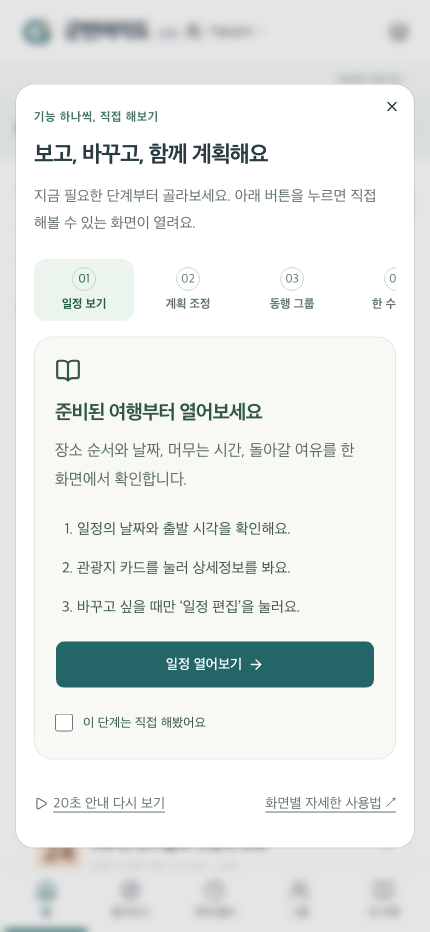 기능 하나씩, 직접 해보기
보고, 바꾸고, 함께 계획해요
지금 필요한 단계부터 골라보세요. 아래 버튼을 누르면 직접
해볼 수 있는 화면이 열려요.
01
일정 보기
02
계획 조정
03
동행 그룹
한 수
준비된 여행부터 열어보세요
장소 순서와 날짜, 머무는 시간, 돌아갈 여유를 한
화면에서 확인합니다.
1. 일정의 날짜와 출발 시각을 확인해요.
2. 관광지 카드를 눌러 상세정보를 봐요.
3. 바꾸고 싶을 때만 ‘일정 편집’을 눌러요.
일정 열어보기 →
이 단계는 직접 해봤어요
20초 안내 다시 보기
화면별 자세한 사용법 ↗